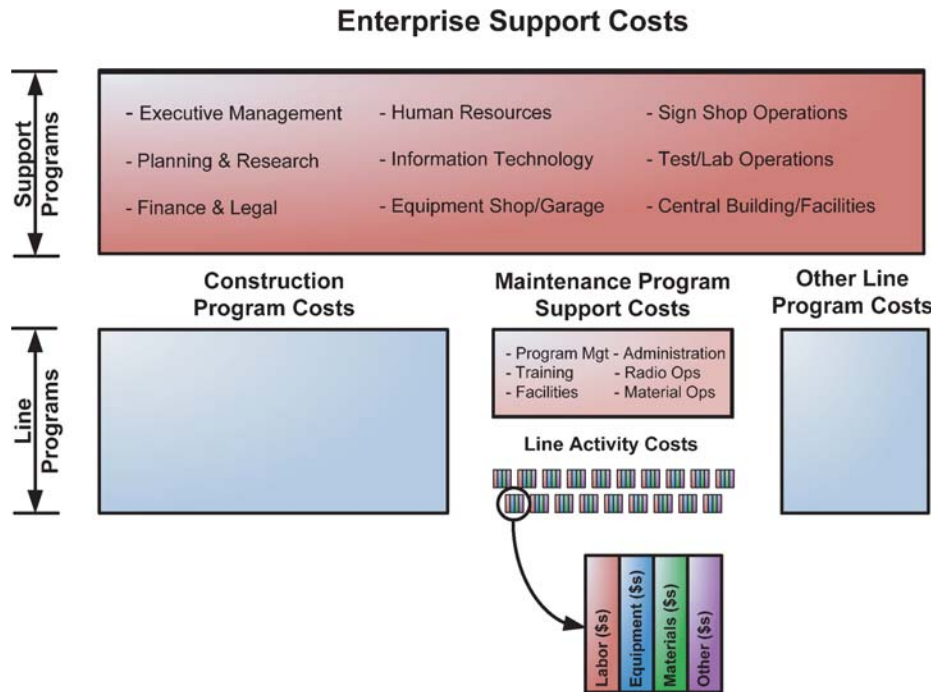 Enterprise Support Costs
Support
Programs
- Executive Management
- Human Resources
- Sign Shop Operations
- Planning & Research
- Information Technology
- Test/Lab Operations
- Finance & Legal
- Equipment Shop/Garage
- Central Building/Facilities
Construction
Program Costs
Maintenance Program
Support Costs
Other Line
Program Costs
Line
Programs
- Program Mgt - Administration
- Training
- Radio Ops
- Facilities
- Material Ops
Line Activity Costs
Labor ($s)
Equipment ($s)
Materials ($s)
Other ($s)